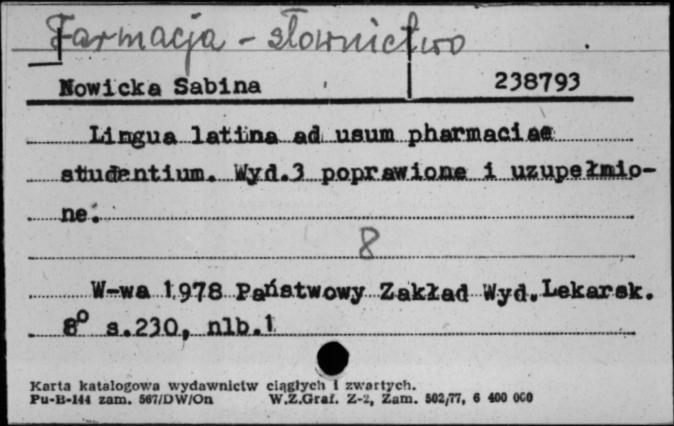 Farmacja - słownictwo
Nowicka Sabina 238793
Lingua latina ad usum pharmaciae
studentium. Wyd.3 poprawione i uzupełnio-
ne.
8
W-wa 1978 Państwowy Zakład Wyd.Lekarsk.
8° s.230, nlb.1
Karta katalogowa wydawnictw ciągłych i zwartych.
Pu-B-144 zam. 567/DW/On W.Z.Graf. Z-2, Zam. 502/77, 6 400 000